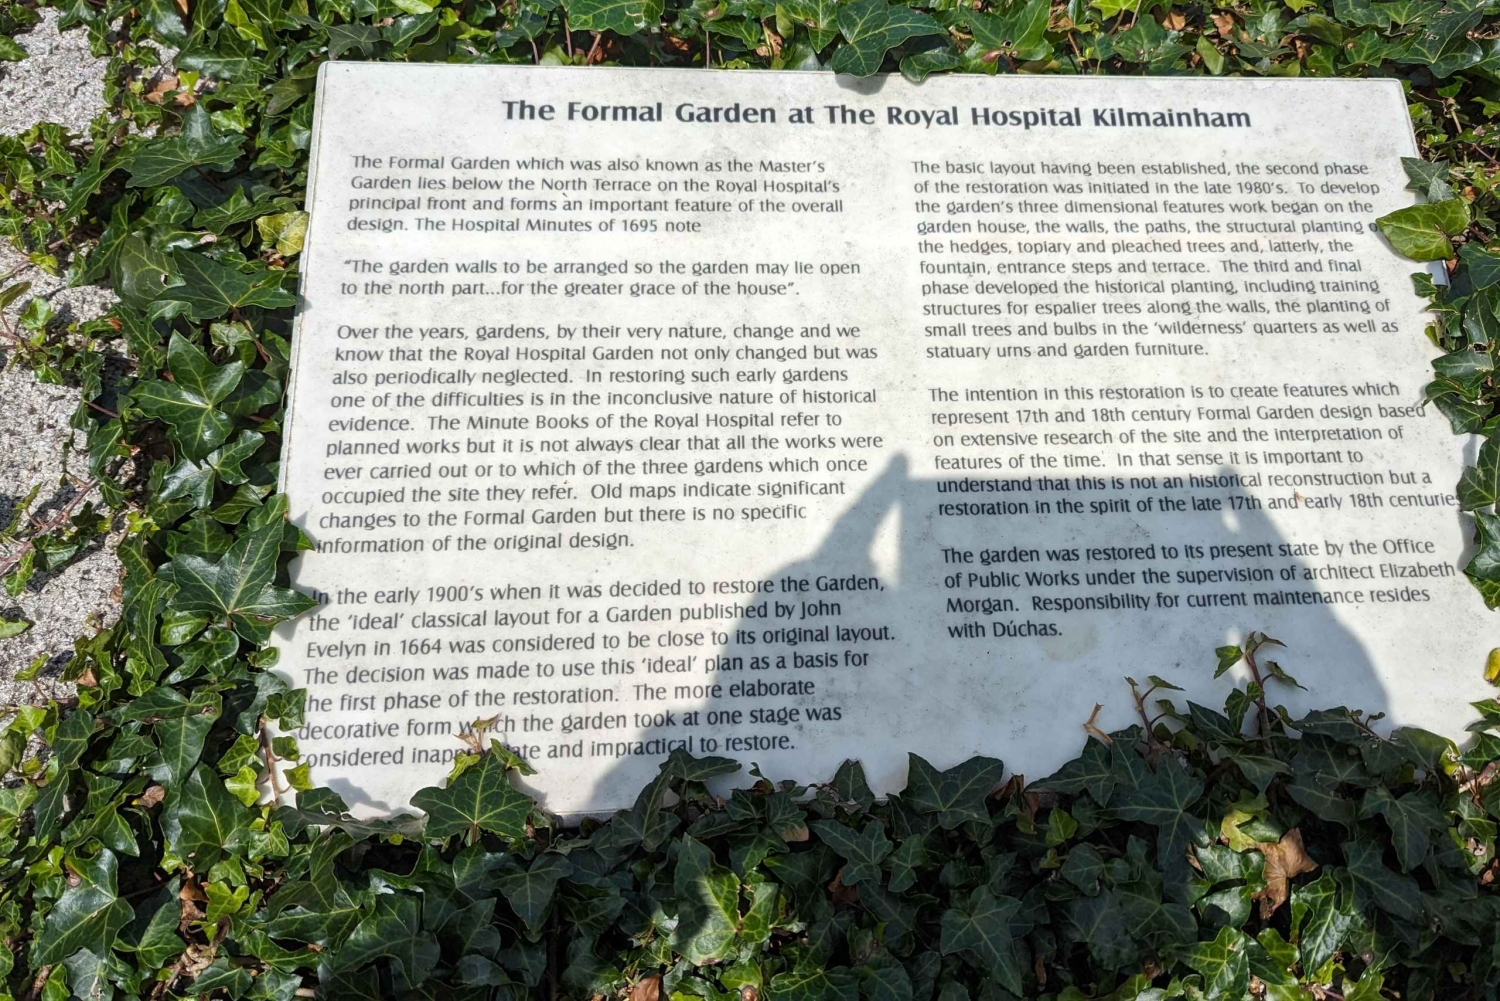 The Formal Garden at The Royal Hospital Kilmainham
The Formal Garden which was also known as the Master's
Garden lies below the North Terrace on the Royal Hospital's
principal front and forms an important feature of the overall
design. The Hospital Minutes of 1695 note
"The garden walls to be arranged so the garden may lie open
to the north part...for the greater grace of the house".
Over the years, gardens, by their very nature, change and we
know that the Royal Hospital Garden not only changed but was
also periodically neglected. In restoring such early gardens
one of the difficulties is in the inconclusive nature of historical
evidence. The Minute Books of the Royal Hospital refer to
planned works but it is not always clear that all the works were
ever carried out or to which of the three gardens which once
occupied the site they refer. Old maps indicate significant
changes to the Formal Garden but there is no specific
information of the original design.
In the early 1900's when it was decided to restore the Garden,
the 'ideal' classical layout for a Garden published by John
Evelyn in 1664 was considered to be close to its original layout.
The decision was made to use this 'ideal' plan as a basis for
the first phase of the restoration. The more elaborate
decorative form which the garden took at one stage was
considered and impractical to restore.
The basic layout having been established, the second phase
of the restoration was initiated in the late 1980's. To develop
the garden's three dimensional features work began on the
garden house, the walls, the paths, the structural planting
the hedges, topiary and pleached trees and, latterly, the
fountain, entrance steps and terrace. The third and final
phase developed the historical planting, including training
structures for espalier trees along the walls, the planting of
small trees and bulbs in the 'wilderness' quarters as well as
statuary urns and garden furniture.
The intention in this restoration is to create features which
represent 17th and 18th century Formal Garden design based
on extensive research of the site and the interpretation of
features of the time. In that sense it is important to
understand that this is not an historical reconstruction but a
restoration in the spirit of the late 17th and early 18th centuries
The garden was restored to its present state by the Office
of Public Works under the supervision of architect Elizabeth
Morgan. Responsibility for current maintenance resides
with Dúchas.